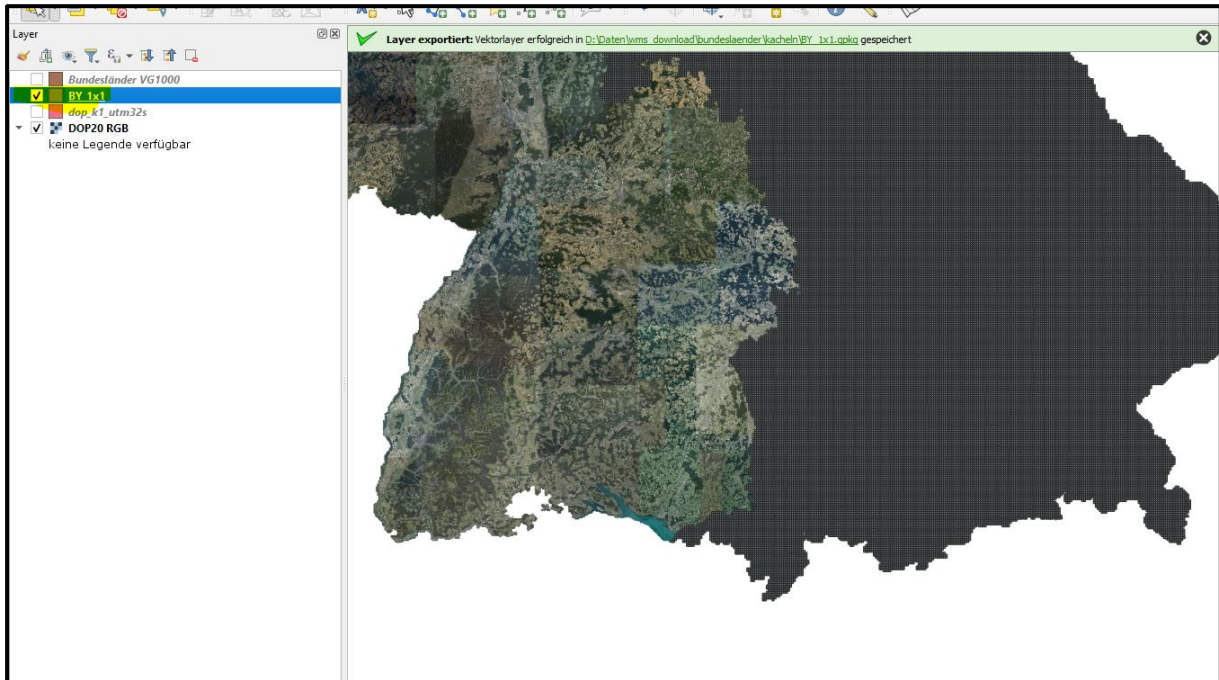 Layer
Layer exportiert: Vektorlayer erfolgreich in D:\Daten\wms_download\bundeslaender\kacheln\BY_1x1.gpkg gespeichert
Bundesländer VG1000
BY_1x1
dop_k1_utm32s
DOP20 RGB
keine Legende verfügbar